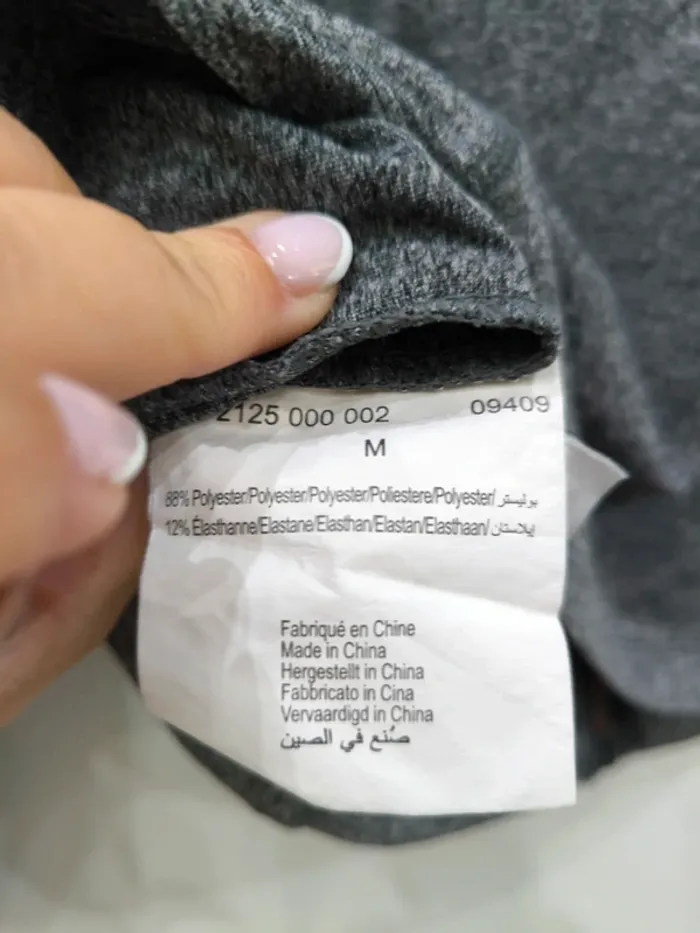 2125 000 002 09409
M
88% Polyester/Polyester/Polyester/Poliestere/Polyester/بوليستر
12% Élasthanne/Elastane/Elasthan/Elastan/Elasthaan/إيلاستان
Fabriqué en Chine
Made in China
Hergestellt in China
Fabbricato in Cina
Vervaardigd in China
صُنع في الصين